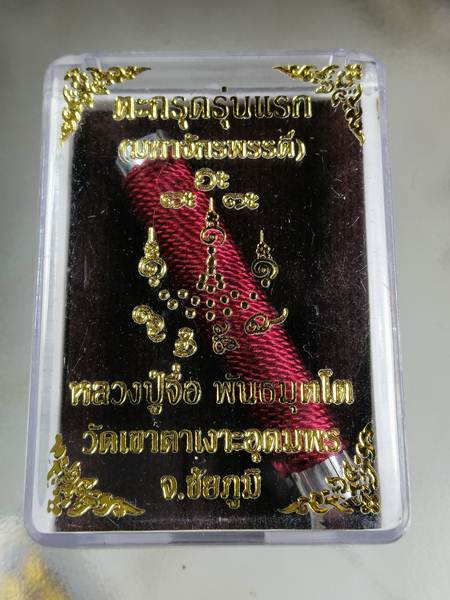 ตะกรุดรุ่นแรก
(มหาจักรพรรดิ์)
หลวงปู่จื่อ พันธมุตโต
วัดเขาตาเงาะอุดมพร
จ.ชัยภูมิ